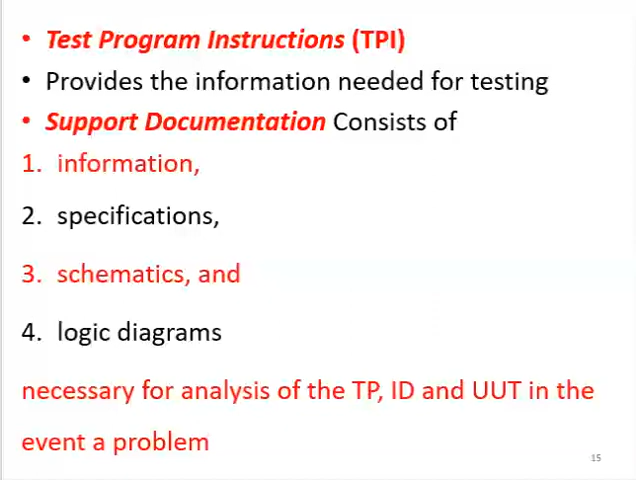 • Test Program Instructions (TPI)
• Provides the information needed for testing
• Support Documentation Consists of
1. information,
2. specifications,
3. schematics, and
4. logic diagrams
necessary for analysis of the TP, ID and UUT in the
event a problem
15